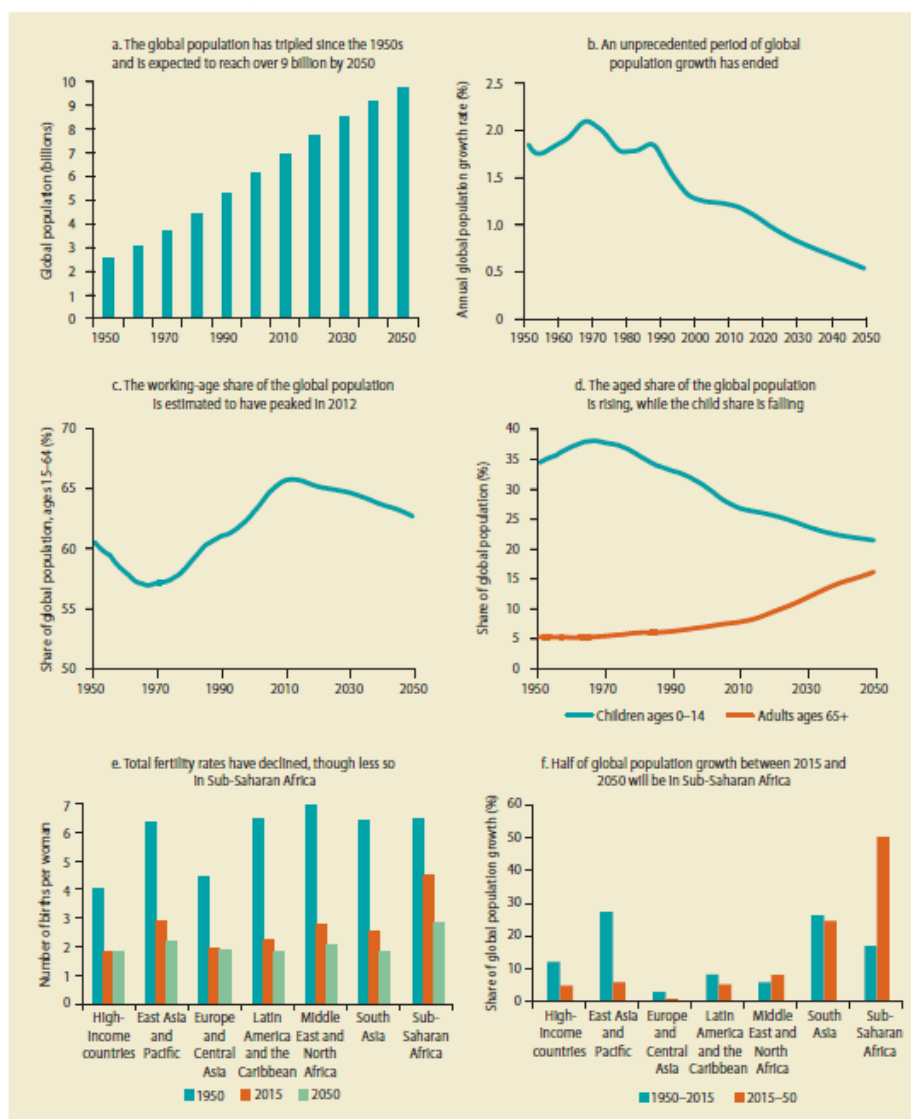 a. The global population has tripled since the 1950s
and is expected to reach over 9 billion by 2050
Global population (billions)
10
9
8
7
6
5
4
3
2
1
0
1950
1970
1990
2010
2030
2050
b. An unprecedented period of global
population growth has ended
Annual global population growth rate (%)
2.5
2.0
1.5
1.0
0.5
0
1950 1960 1970 1980 1990 2000 2010 2020 2030 2040 2050
c. The working-age share of the global population
is estimated to have peaked in 2012
Share of global population, ages 15–64 (%)
70
65
60
55
50
1950
1970
1990
2010
2030
2050
d. The aged share of the global population
is rising, while the child share is falling
Share of global population (%)
40
35
30
25
20
15
10
5
0
1950
1970
1990
2010
2030
2050
Children ages 0–14
Adults ages 65+
e. Total fertility rates have declined, though less so
in Sub-Saharan Africa
Number of births per woman
7
6
5
4
3
2
1
0
High-
income
countries
East Asia
and
Pacific
Europe
and
Central
Asia
Latin
America
and the
Caribbean
Middle
East and
North
Africa
South
Asia
Sub-
Saharan
Africa
1950
2015
2050
f. Half of global population growth between 2015 and
2050 will be in Sub-Saharan Africa
Share of global population growth (%)
60
50
40
30
20
10
0
High-
income
countries
East Asia
and
Pacific
Europe
and
Central
Asia
Latin
America
and the
Caribbean
Middle
East and
North
Africa
South
Asia
Sub-
Saharan
Africa
1950–2015
2015–50